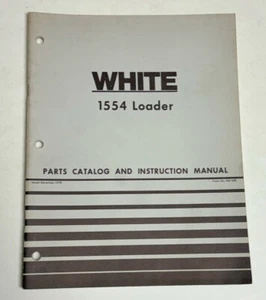 WHITE
1554 Loader
PARTS CATALOG AND INSTRUCTION MANUAL